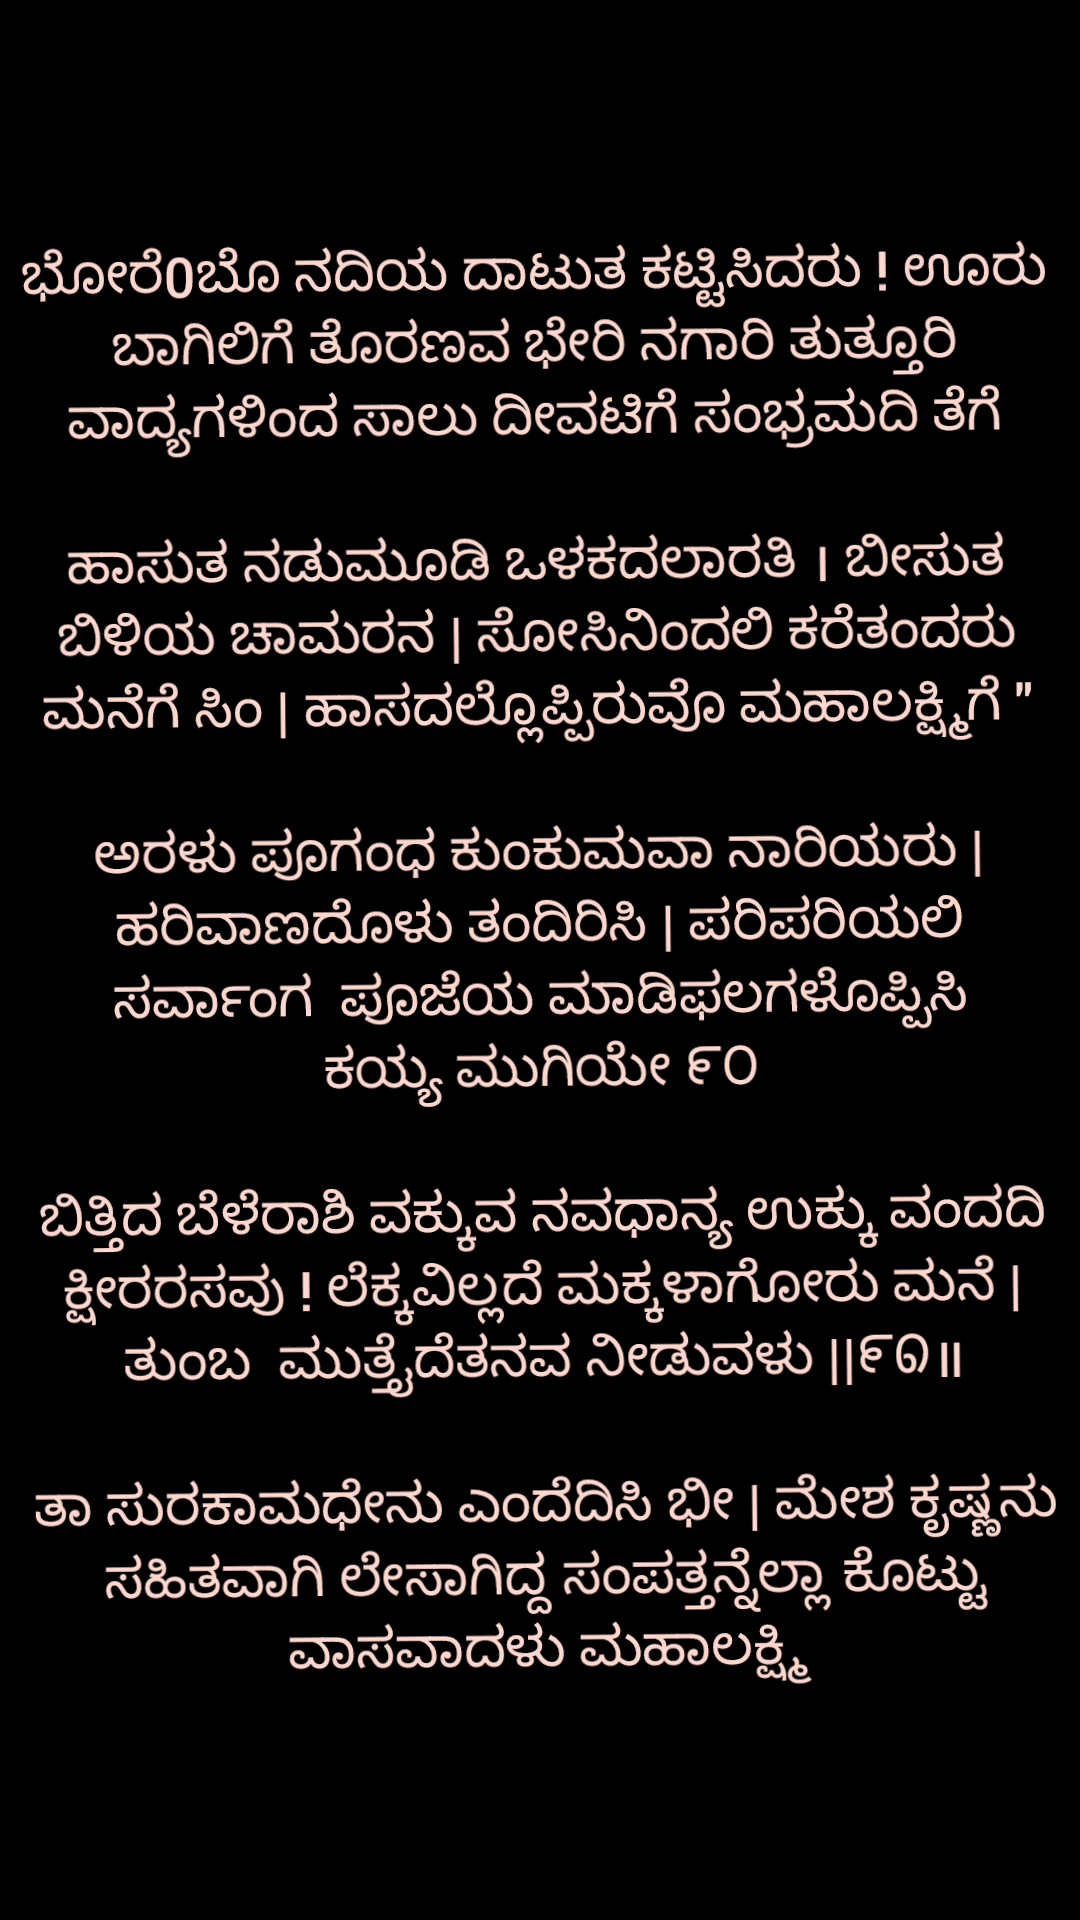 ಭೋರೆ0ಬೊ ನದಿಯ ದಾಟುತ ಕಟ್ಟಿಸಿದರು ! ಊರು
ಬಾಗಿಲಿಗೆ ತೊರಣವ ಭೇರಿ ನಗಾರಿ ತುತ್ತೂರಿ
ವಾದ್ಯಗಳಿಂದ ಸಾಲು ದೀವಟಿಗೆ ಸಂಭ್ರಮದಿ ತೆಗೆ
ಹಾಸುತ ನಡುಮೂಡಿ ಒಳಕದಲಾರತಿ । ಬೀಸುತ
ಬಿಳಿಯ ಚಾಮರನ | ಸೋಸಿನಿಂದಲಿ ಕರೆತಂದರು
ಮನೆಗೆ ಸಿಂ | ಹಾಸದಲ್ಲೊಪ್ಪಿರುವೊ ಮಹಾಲಕ್ಷ್ಮಿಗೆ "
ಅರಳು ಪೂಗಂಧ ಕುಂಕುಮವಾ ನಾರಿಯರು |
ಹರಿವಾಣದೊಳು ತಂದಿರಿಸಿ | ಪರಿಪರಿಯಲಿ
ಸರ್ವಾಂಗ  ಪೂಜೆಯ ಮಾಡಿಫಲಗಳೊಪ್ಪಿಸಿ
ಕಯ್ಯ ಮುಗಿಯೇ ೯೦
ಬಿತ್ತಿದ ಬೆಳೆರಾಶಿ ವಕ್ಕುವ ನವಧಾನ್ಯ ಉಕ್ಕು ವಂದದಿ
ಕ್ಷೀರರಸವು ! ಲೆಕ್ಕವಿಲ್ಲದೆ ಮಕ್ಕಳಾಗೋರು ಮನೆ |
ತುಂಬ  ಮುತ್ತೈದೆತನವ ನೀಡುವಳು ||೯೧॥
ತಾ ಸುರಕಾಮಧೇನು ಎಂದೆದಿಸಿ ಭೀ | ಮೇಶ ಕೃಷ್ಣನು
ಸಹಿತವಾಗಿ ಲೇಸಾಗಿದ್ದ ಸಂಪತ್ತನ್ನೆಲ್ಲಾ ಕೊಟ್ಟು
ವಾಸವಾದಳು ಮಹಾಲಕ್ಷ್ಮಿ